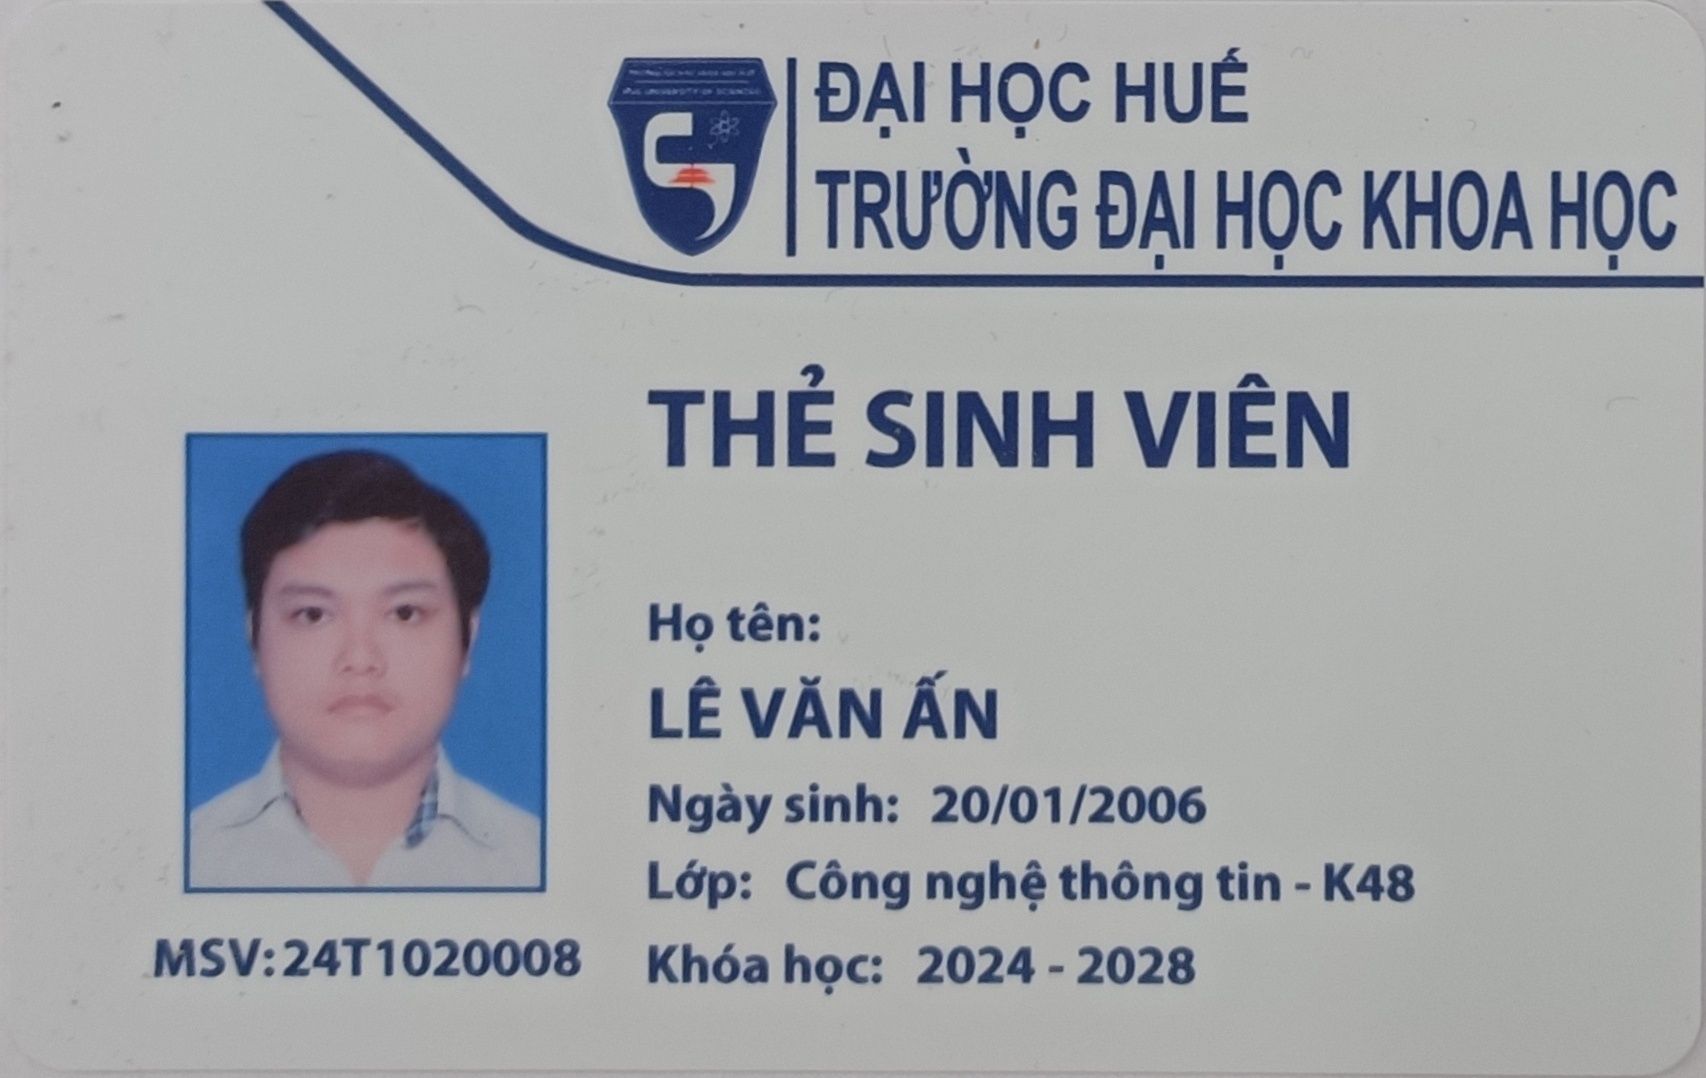 ĐẠI HỌC HUẾ
TRƯỜNG ĐẠI HỌC KHOA HỌC
THẺ SINH VIÊN
Họ tên:
LÊ VĂN ẤN
Ngày sinh: 20/01/2006
Lớp: Công nghệ thông tin - K48
Khóa học: 2024 - 2028
MSV: 24T1020008